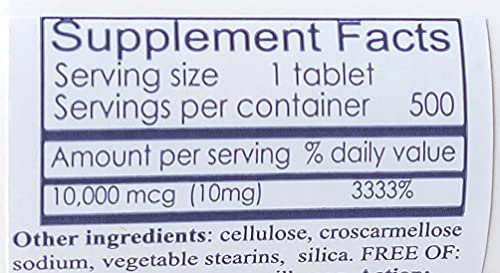 Supplement Facts
Serving size 1 tablet
Servings per container 500
Amount per serving % daily value
10,000 mcg (10mg) 3333%
Other ingredients: cellulose, croscarmellose
sodium, vegetable stearins, silica. FREE OF: